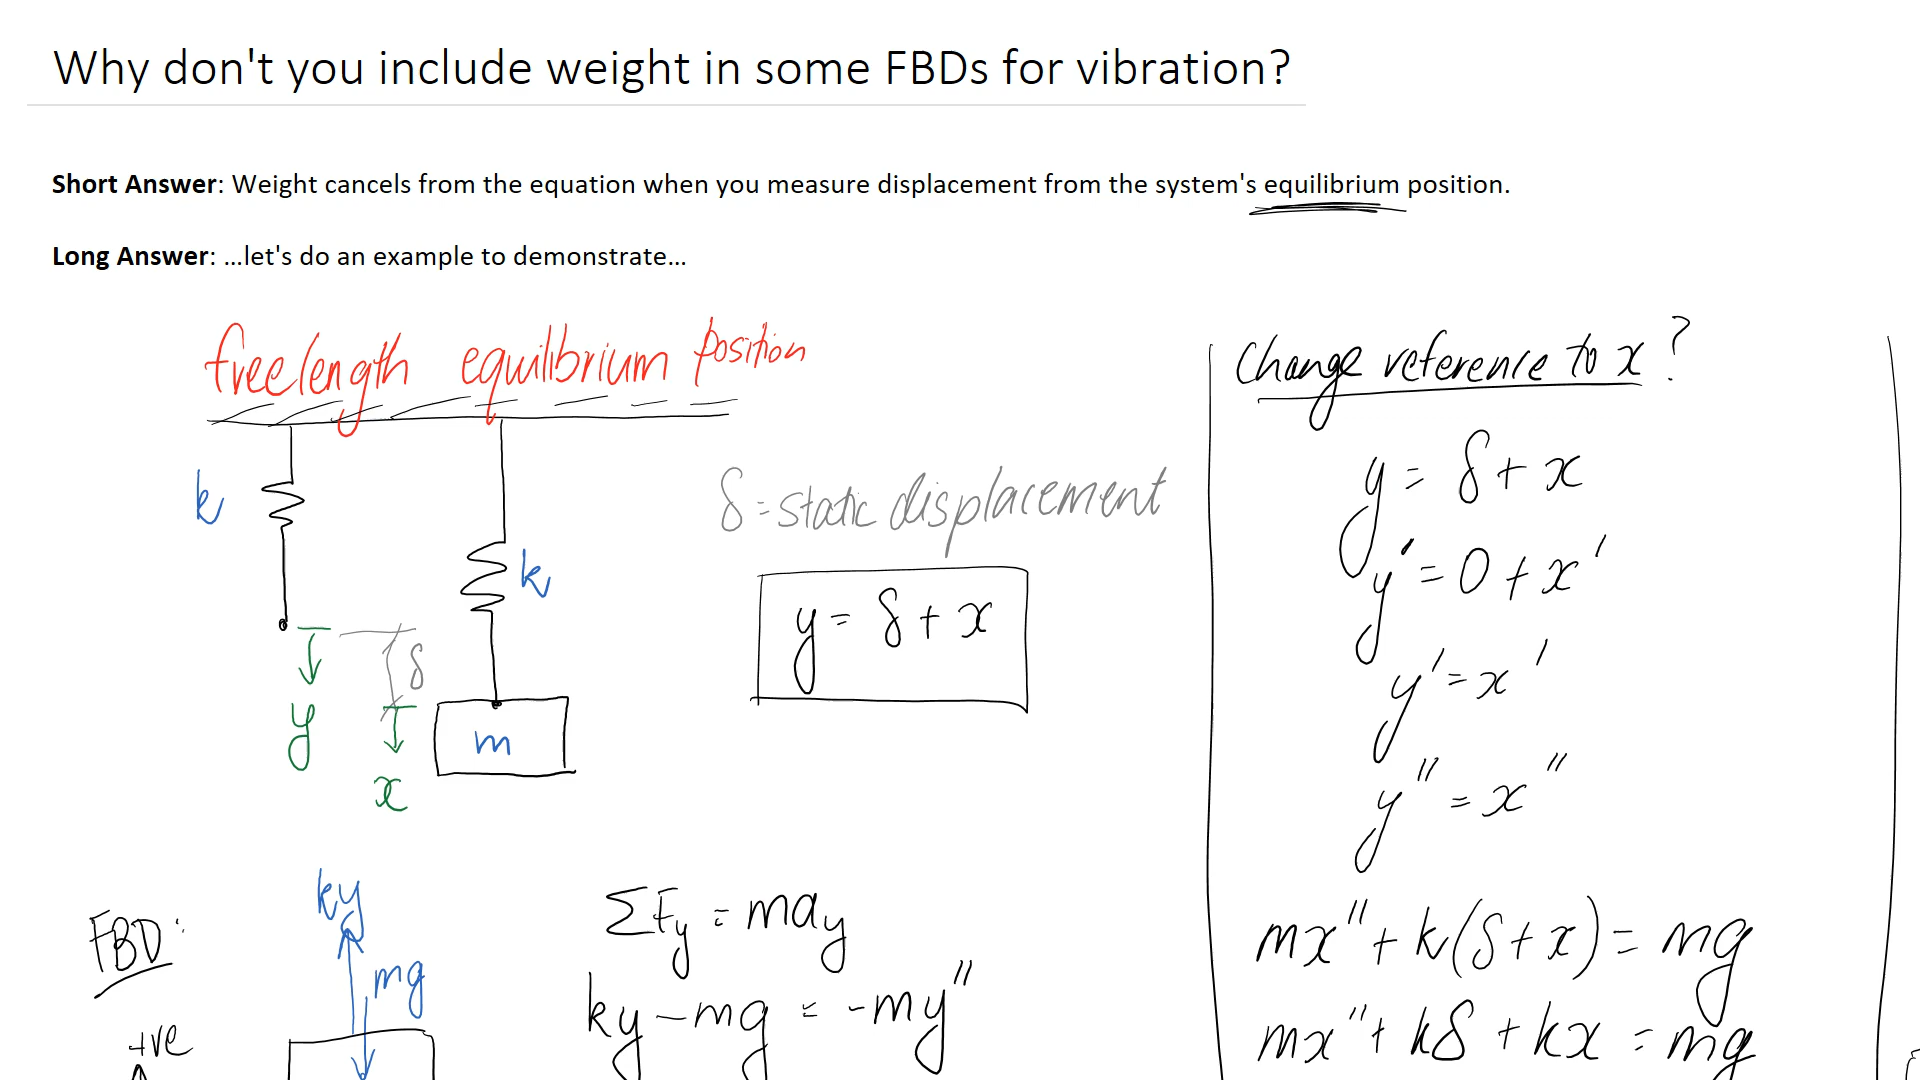 Why don't you include weight in some FBDs for vibration?
Short Answer: Weight cancels from the equation when you measure displacement from the system's equilibrium position.
Long Answer: ...let's do an example to demonstrate...
free length equilibrium position
k
k
δ = static displacement
y = δ + x
δ
y
x
m
FBD:
+ve
ky
mg
ΣFy = may
ky - mg = -my''
Change reference to x?
y = δ + x
y' = 0 + x'
y' = x'
y'' = x''
mx'' + k(δ + x) = mg
mx'' + kδ + kx = mg